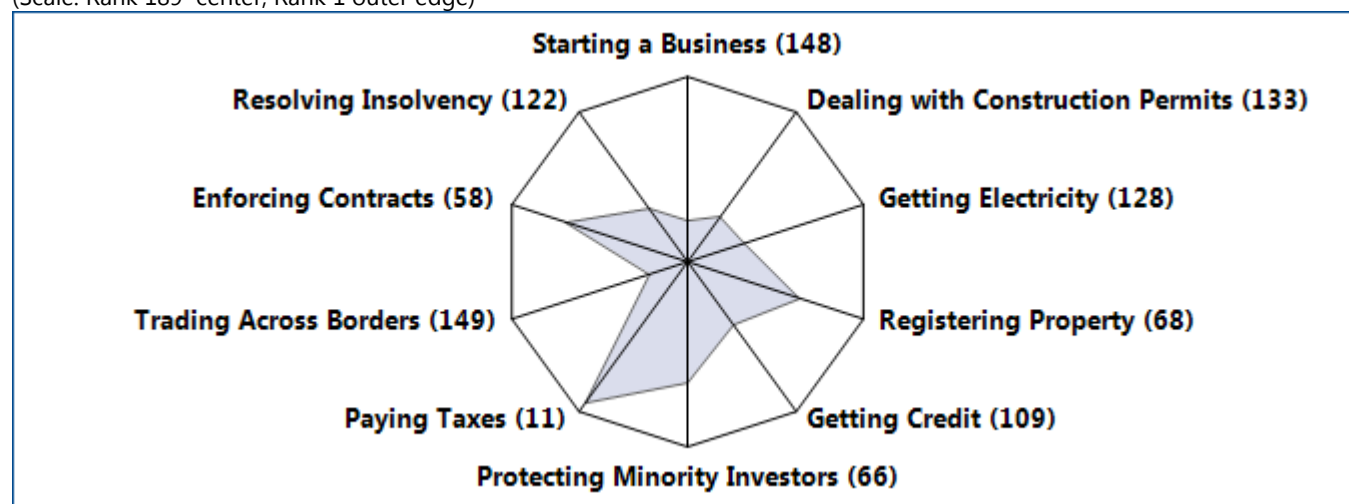 (Scale: Rank 189 center, Rank 1 outer edge)
Starting a Business (148)
Resolving Insolvency (122)
Dealing with Construction Permits (133)
Enforcing Contracts (58)
Getting Electricity (128)
Trading Across Borders (149)
Registering Property (68)
Paying Taxes (11)
Getting Credit (109)
Protecting Minority Investors (66)